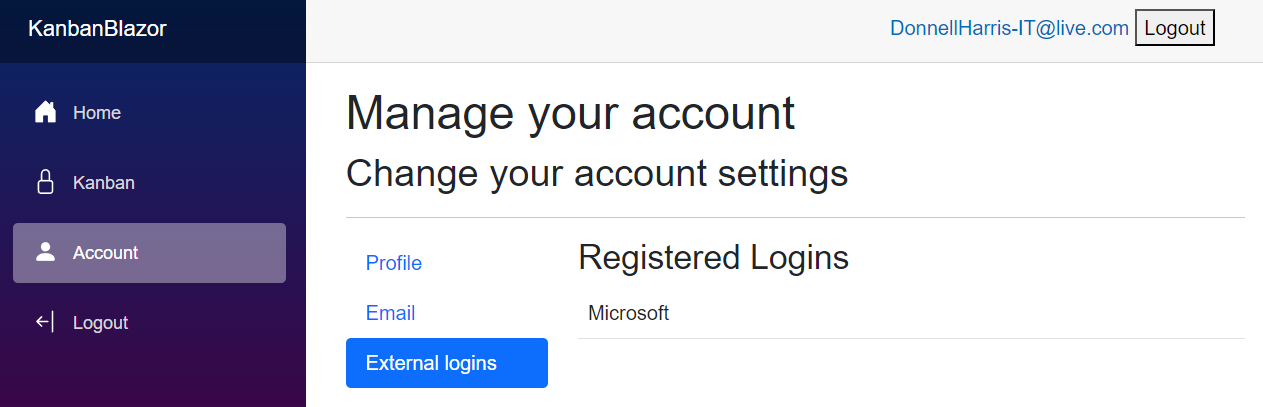 KanbanBlazor
DonnellHarris-IT@live.com Logout
Home
Kanban
Account
Logout
Manage your account
Change your account settings
Profile
Email
External logins
Registered Logins
Microsoft